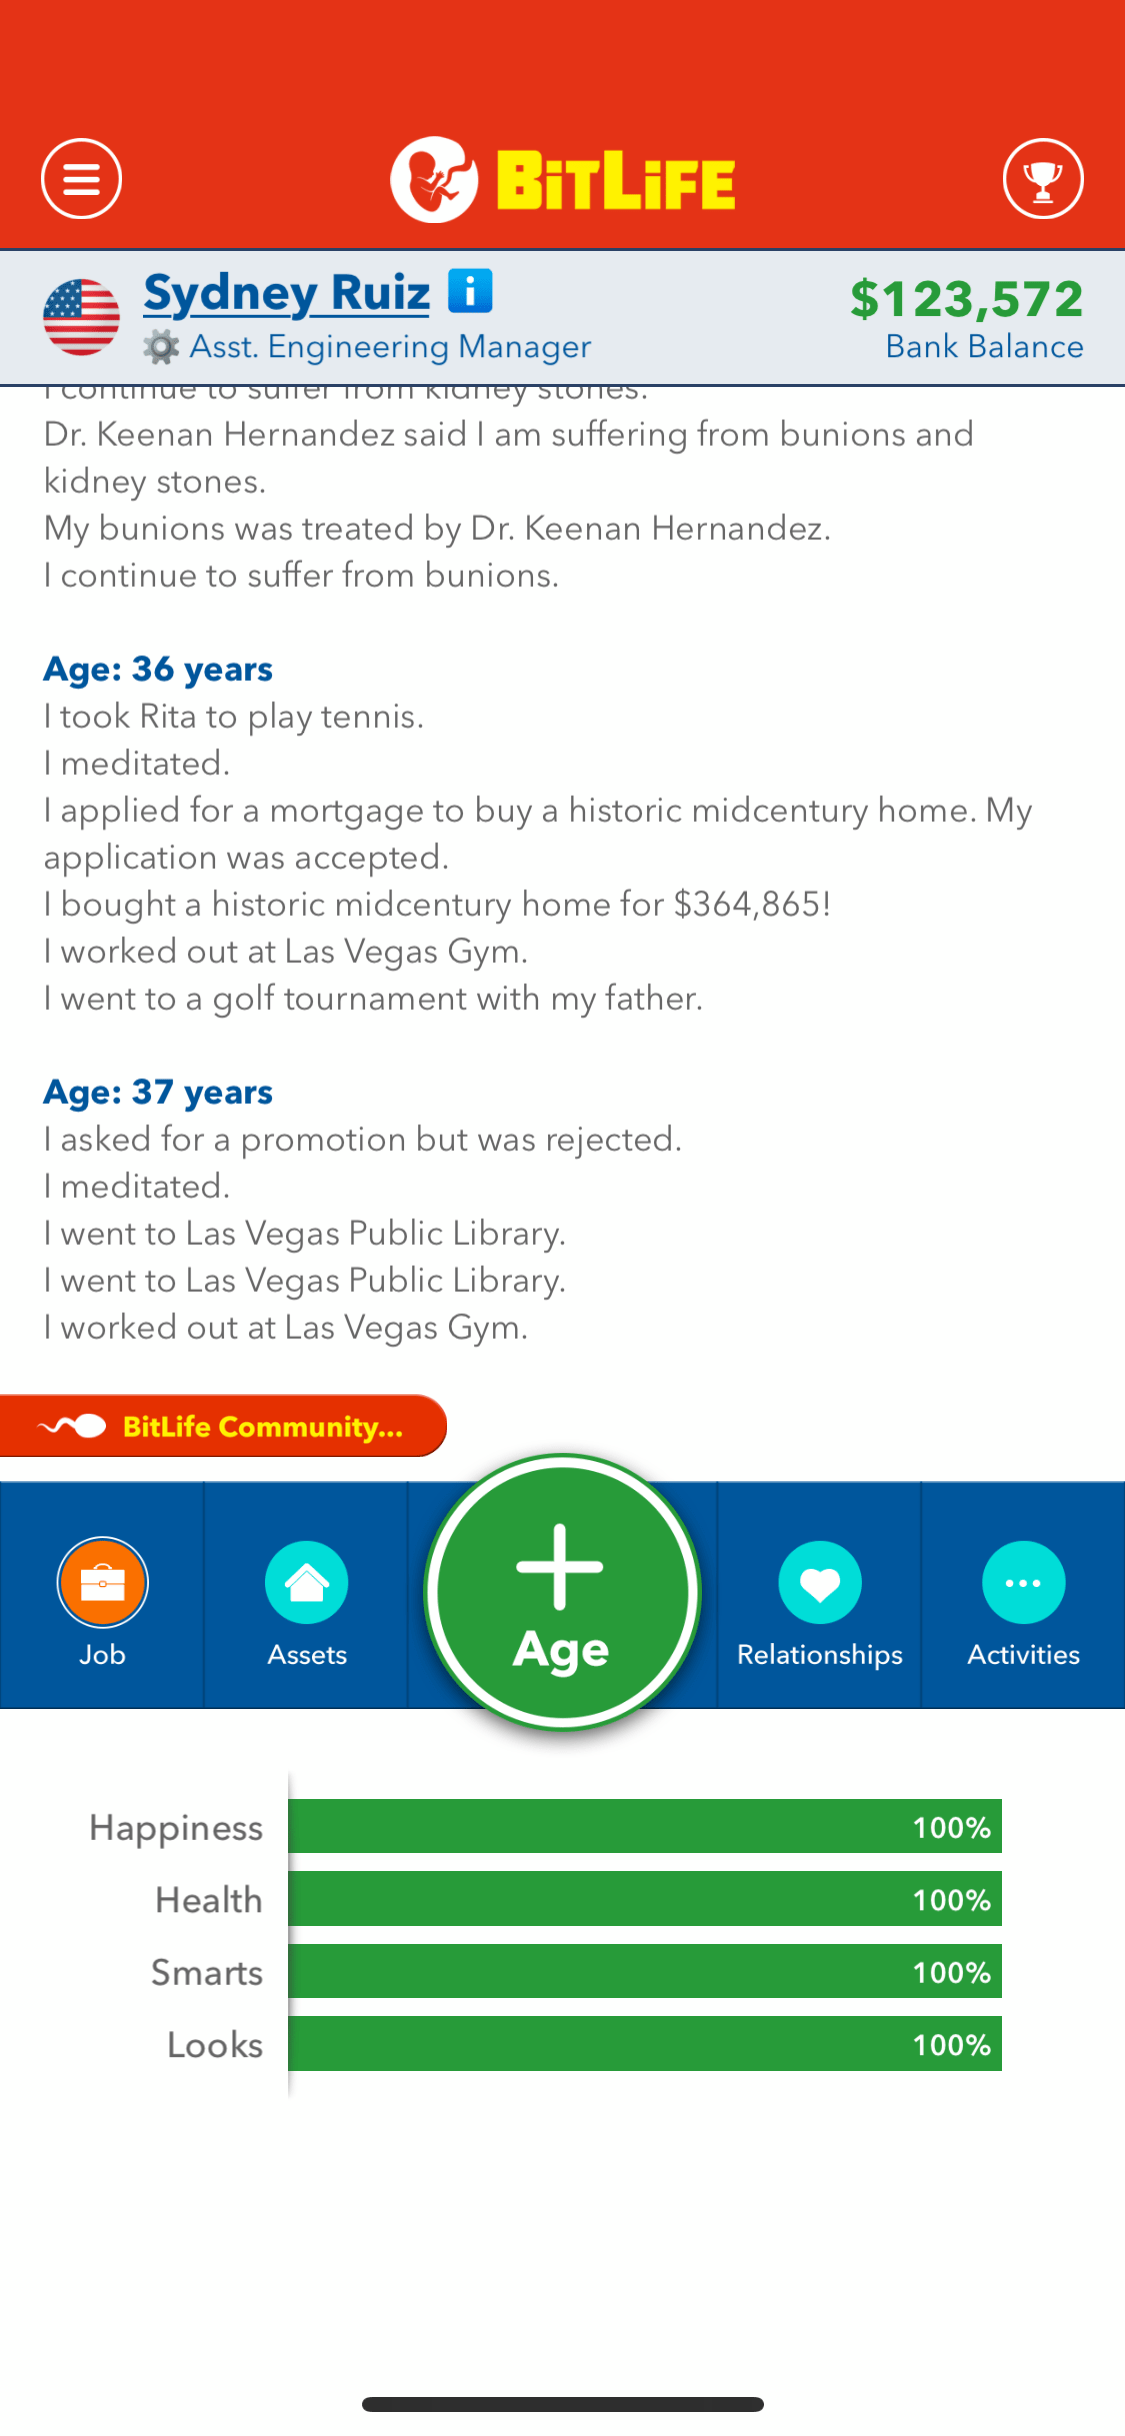 BITLIFE
Sydney Ruiz i
Asst. Engineering Manager
$123,572
Bank Balance
I continue to suffer from kidney stones.
Dr. Keenan Hernandez said I am suffering from bunions and
kidney stones.
My bunions was treated by Dr. Keenan Hernandez.
I continue to suffer from bunions.
Age: 36 years
I took Rita to play tennis.
I meditated.
I applied for a mortgage to buy a historic midcentury home. My
application was accepted.
I bought a historic midcentury home for $364,865!
I worked out at Las Vegas Gym.
I went to a golf tournament with my father.
Age: 37 years
I asked for a promotion but was rejected.
I meditated.
I went to Las Vegas Public Library.
I went to Las Vegas Public Library.
I worked out at Las Vegas Gym.
BitLife Community...
Job
Assets
Age
Relationships
Activities
Happiness 100%
Health 100%
Smarts 100%
Looks 100%